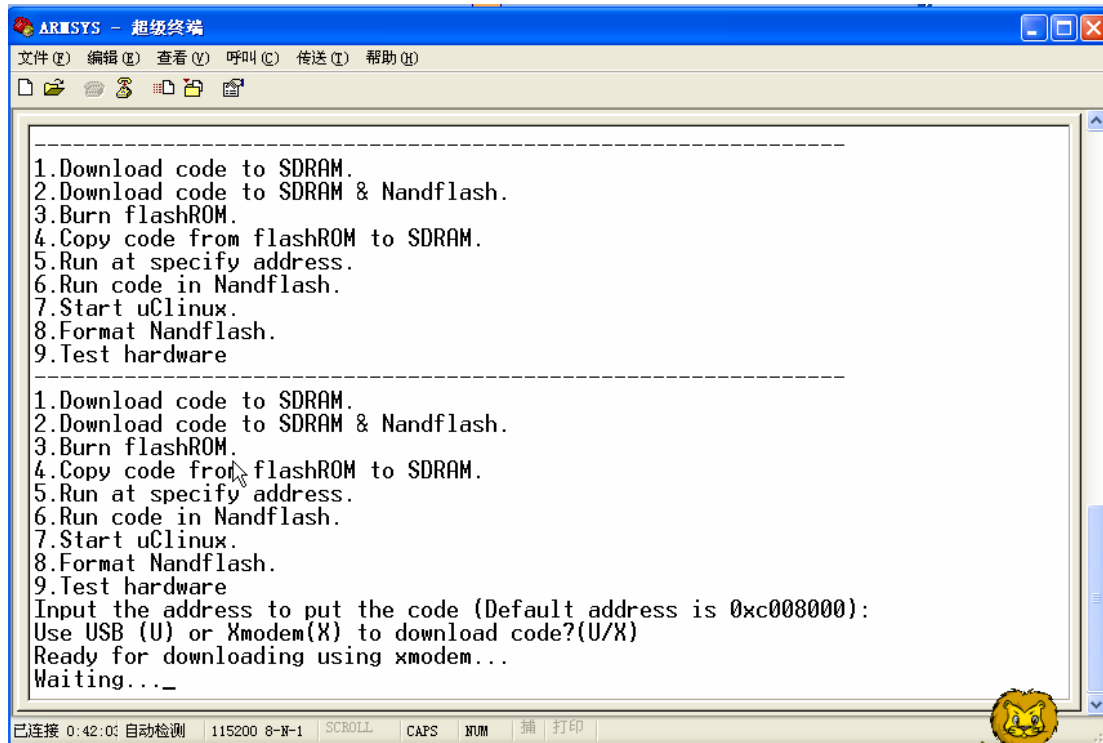 ARMSYS - 超级终端
文件(F) 编辑(E) 查看(V) 呼叫(C) 传送(T) 帮助(H)
----------------------------------------------------------------
1.Download code to SDRAM.
2.Download code to SDRAM & Nandflash.
3.Burn flashROM.
4.Copy code from flashROM to SDRAM.
5.Run at specify address.
6.Run code in Nandflash.
7.Start uClinux.
8.Format Nandflash.
9.Test hardware
----------------------------------------------------------------
1.Download code to SDRAM.
2.Download code to SDRAM & Nandflash.
3.Burn flashROM.
4.Copy code from flashROM to SDRAM.
5.Run at specify address.
6.Run code in Nandflash.
7.Start uClinux.
8.Format Nandflash.
9.Test hardware
Input the address to put the code (Default address is 0xc008000):
Use USB (U) or Xmodem(X) to download code?(U/X)
Ready for downloading using xmodem...
Waiting..._
已连接 0:42:03 自动检测 115200 8-N-1 SCROLL CAPS NUM 捕 打印